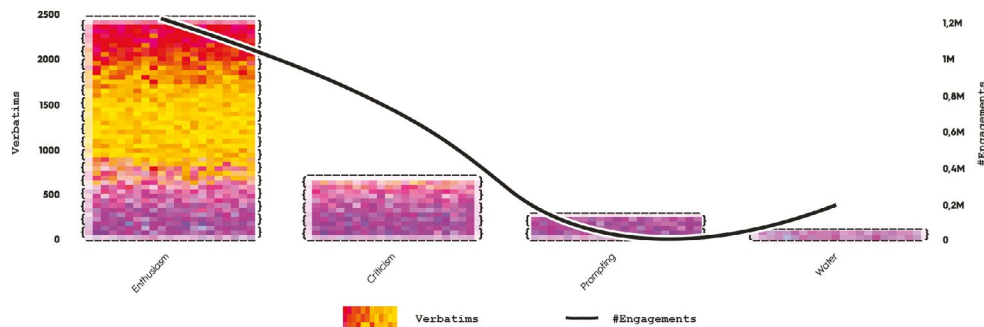 2500
2000
1500
1000
500
0
Verbatims
1,2M
1M
0,8M
0,6M
0,4M
0,2M
0
#Engagements
Enthusiasm
Criticism
Prompting
Water
Verbatims
#Engagements